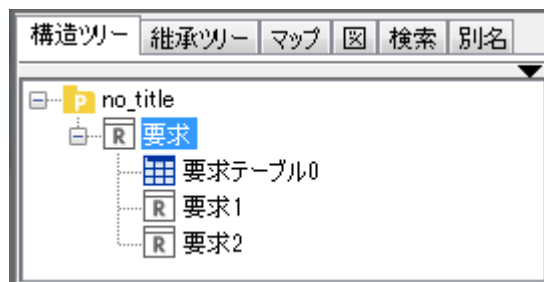 構造ツリー 継承ツリー マップ 図 検索 別名
P no_title
R 要求
要求テーブル0
R 要求1
R 要求2